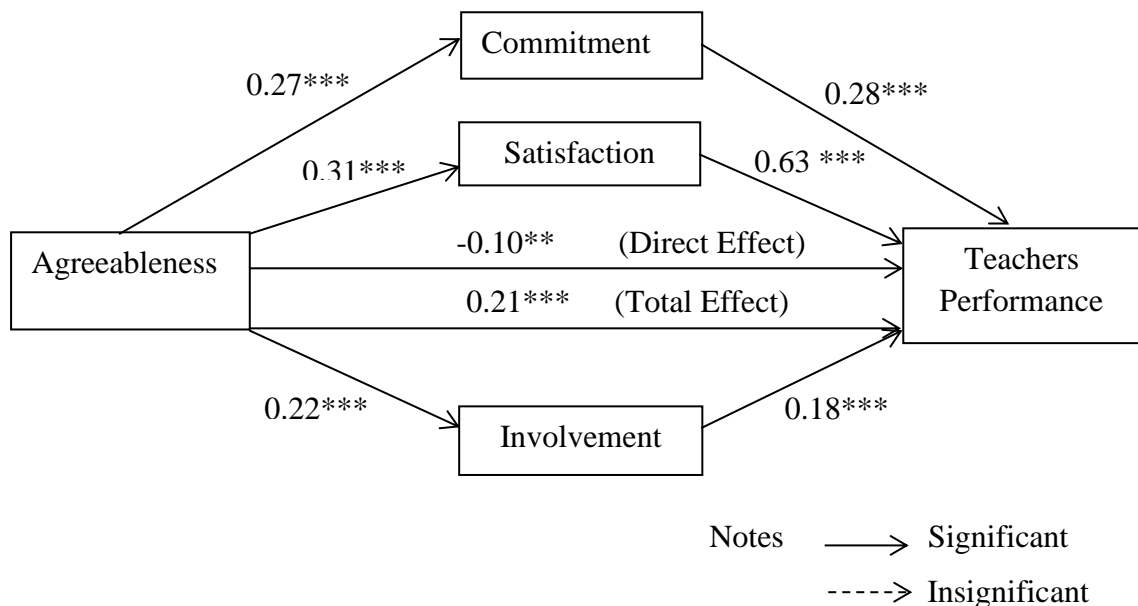 Commitment
0.27***
0.28***
Satisfaction
0.31***
0.63 ***
Agreeableness
-0.10** (Direct Effect)
Teachers
Performance
0.21*** (Total Effect)
0.22***
0.18***
Involvement
Notes
Significant
Insignificant